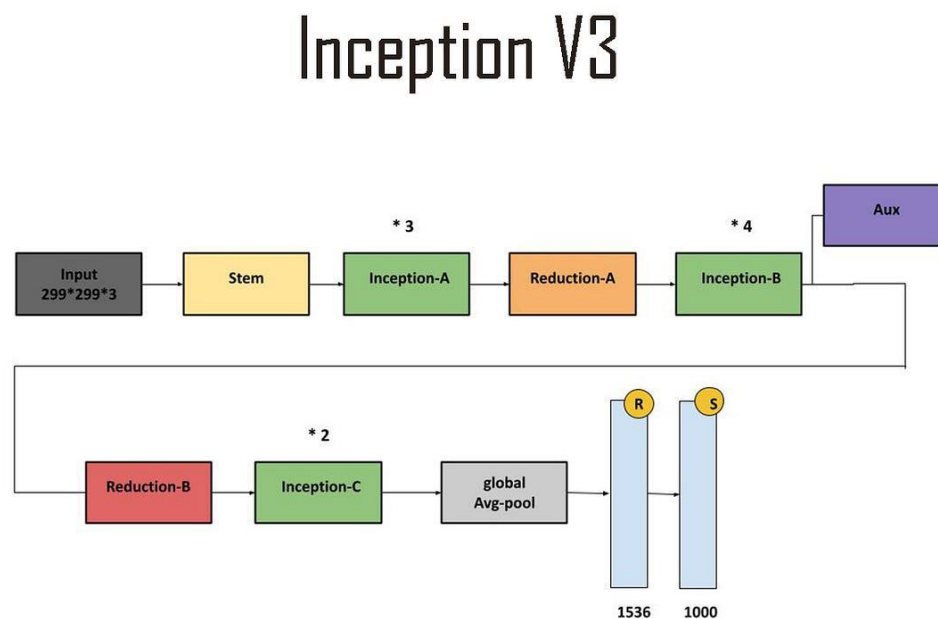 Inception V3
Aux
* 3
* 4
Input
299*299*3
Stem
Inception-A
Reduction-A
Inception-B
* 2
R
S
Reduction-B
Inception-C
global
Avg-pool
1536
1000